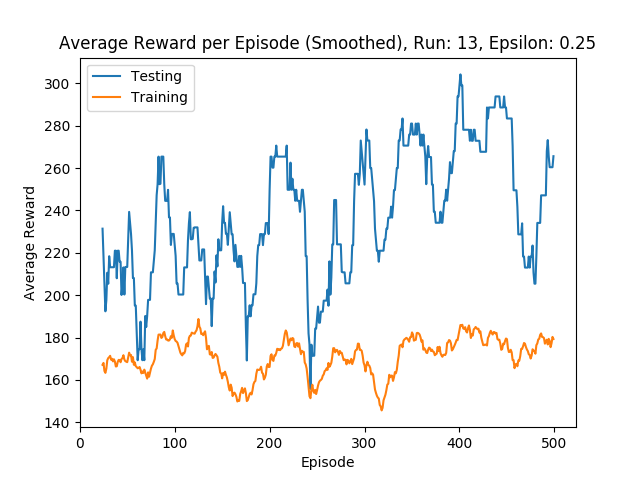 Average Reward per Episode (Smoothed), Run: 13, Epsilon: 0.25
Testing
Training
Average Reward
300
280
260
240
220
200
180
160
140
0 100 200 300 400 500
Episode